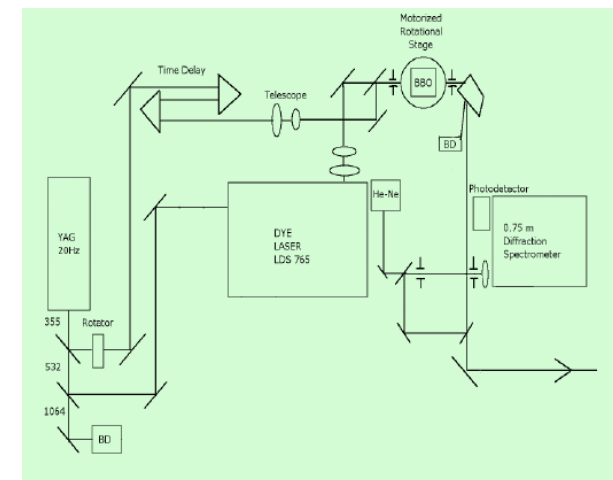 Motorized
Rotational
Stage
Time Delay
BBO
Telescope
BD
He-Ne
Photodetector
YAG
20Hz
DYE
LASER
LDS 765
0.75 m
Diffraction
Spectrometer
355
Rotator
532
1064
BD